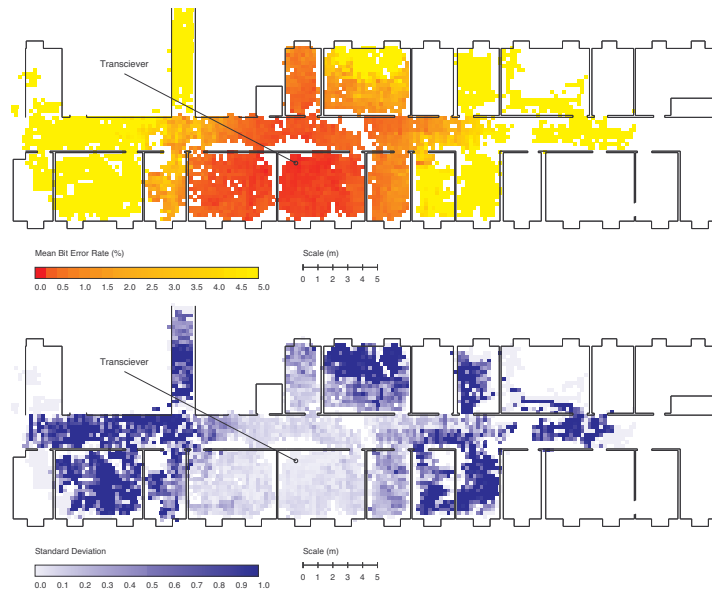 Transciever
Mean Bit Error Rate (%)
Scale (m)
0.0 0.5 1.0 1.5 2.0 2.5 3.0 3.5 4.0 4.5 5.0
0 1 2 3 4 5
Transciever
Standard Deviation
Scale (m)
0.0 0.1 0.2 0.3 0.4 0.5 0.6 0.7 0.8 0.9 1.0
0 1 2 3 4 5